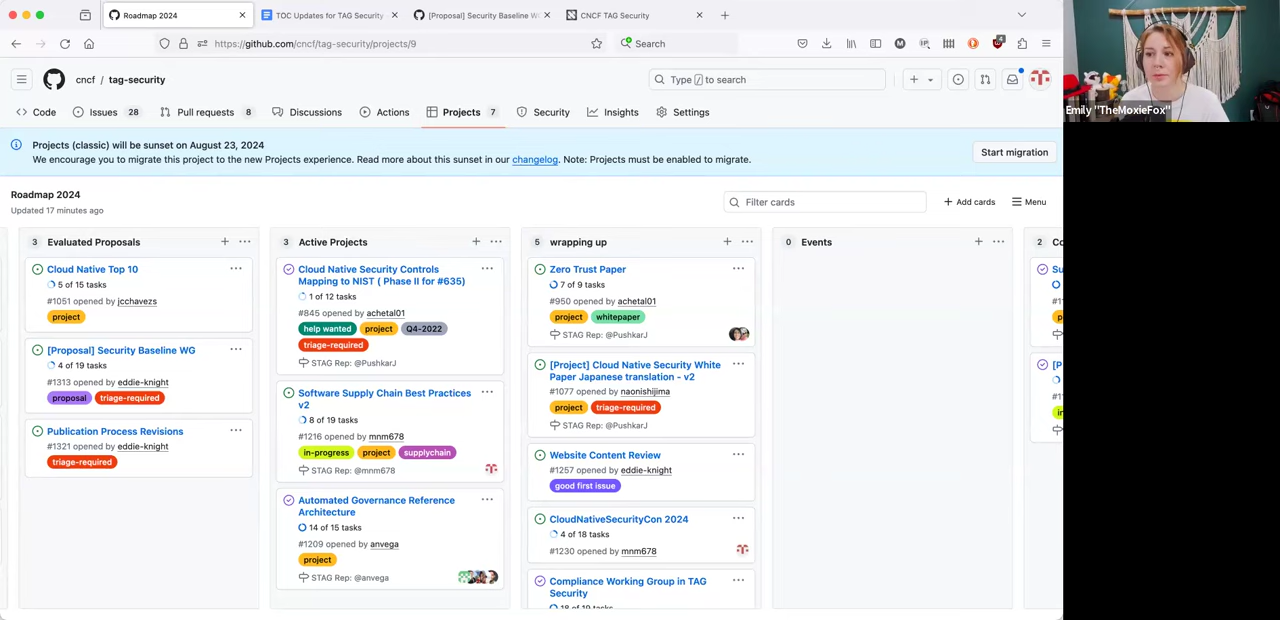 Roadmap 2024
TOC Updates for TAG Security
[Proposal] Security Baseline W
CNCF TAG Security
https://github.com/cncf/tag-security/projects/9
Search
Emily "TheMoxieFox"
cncf / tag-security
Type / to search
Code
Issues 28
Pull requests 8
Discussions
Actions
Projects 7
Security
Insights
Settings
Projects (classic) will be sunset on August 23, 2024
We encourage you to migrate this project to the new Projects experience. Read more about this sunset in our changelog. Note: Projects must be enabled to migrate.
Start migration
Roadmap 2024
Updated 17 minutes ago
Filter cards
Add cards
Menu
3 Evaluated Proposals
Cloud Native Top 10
5 of 15 tasks
#1051 opened by jcchavezs
project
[Proposal] Security Baseline WG
4 of 19 tasks
#1313 opened by eddie-knight
proposal triage-required
Publication Process Revisions
#1321 opened by eddie-knight
triage-required
3 Active Projects
Cloud Native Security Controls
Mapping to NIST ( Phase II for #635)
1 of 12 tasks
#845 opened by achetal01
help wanted project Q4-2022
triage-required
STAG Rep: @PushkarJ
Software Supply Chain Best Practices
v2
8 of 19 tasks
#1216 opened by mnm678
in-progress project supplychain
STAG Rep: @mnm678
Automated Governance Reference
Architecture
14 of 15 tasks
#1209 opened by anvega
project
STAG Rep: @anvega
5 wrapping up
Zero Trust Paper
7 of 9 tasks
#950 opened by achetal01
project whitepaper
STAG Rep: @PushkarJ
[Project] Cloud Native Security White
Paper Japanese translation - v2
#1077 opened by naonishijima
project triage-required
STAG Rep: @PushkarJ
Website Content Review
#1257 opened by eddie-knight
good first issue
CloudNativeSecurityCon 2024
4 of 18 tasks
#1230 opened by mnm678
Compliance Working Group in TAG
Security
18 of 19 tasks
0 Events
2 Co
Su
#11
p
[P
#11
in